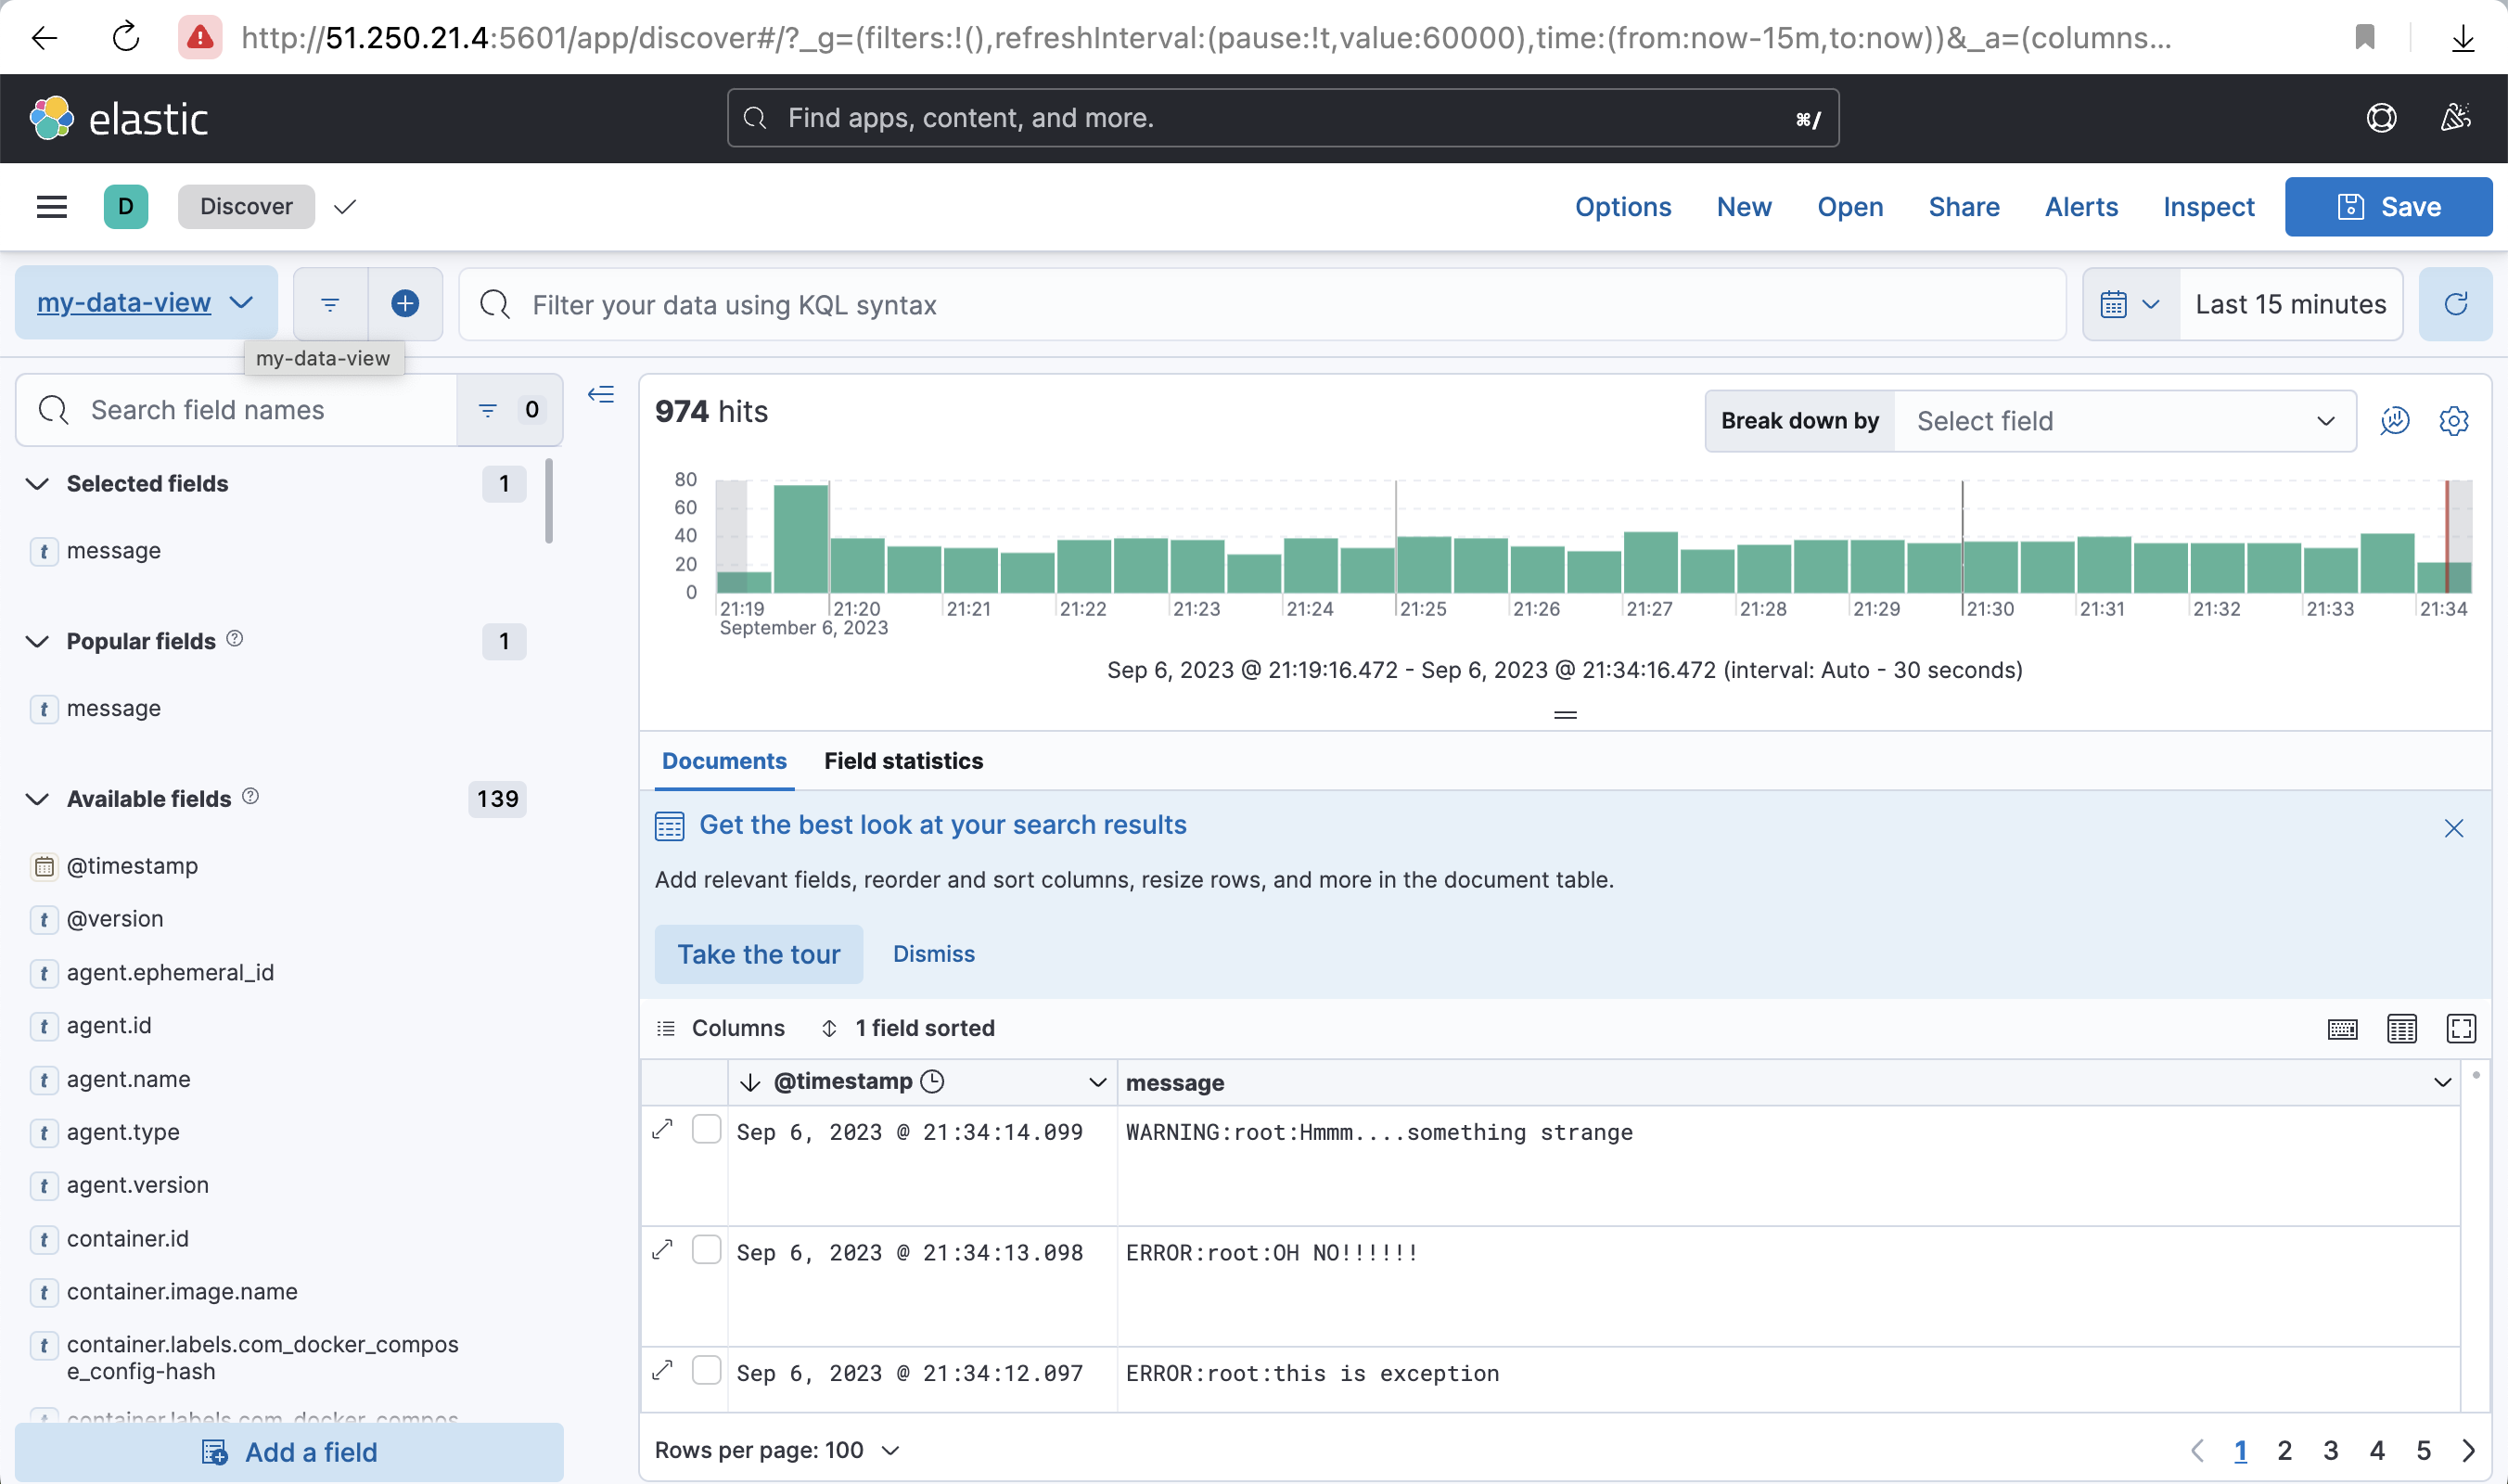 http://51.250.21.4:5601/app/discover#/?_g=(filters:!(),refreshInterval:(pause:!t,value:60000),time:(from:now-15m,to:now))&_a=(columns...
elastic
Find apps, content, and more.
⌘/
D
Discover
Options
New
Open
Share
Alerts
Inspect
Save
my-data-view
Filter your data using KQL syntax
Last 15 minutes
my-data-view
Search field names
0
Selected fields
1
t message
Popular fields
1
t message
Available fields
139
@timestamp
t @version
t agent.ephemeral_id
t agent.id
t agent.name
t agent.type
t agent.version
t container.id
t container.image.name
t container.labels.com_docker_compos
e_config-hash
t container.labels.com_docker_compos
Add a field
974 hits
Break down by
Select field
80
60
40
20
0
21:19 21:20 21:21 21:22 21:23 21:24 21:25 21:26 21:27 21:28 21:29 21:30 21:31 21:32 21:33 21:34
September 6, 2023
Sep 6, 2023 @ 21:19:16.472 - Sep 6, 2023 @ 21:34:16.472 (interval: Auto - 30 seconds)
Documents
Field statistics
Get the best look at your search results
Add relevant fields, reorder and sort columns, resize rows, and more in the document table.
Take the tour
Dismiss
Columns
1 field sorted
@timestamp
message
Sep 6, 2023 @ 21:34:14.099 WARNING:root:Hmmm....something strange
Sep 6, 2023 @ 21:34:13.098 ERROR:root:OH NO!!!!!!
Sep 6, 2023 @ 21:34:12.097 ERROR:root:this is exception
Rows per page: 100
1 2 3 4 5